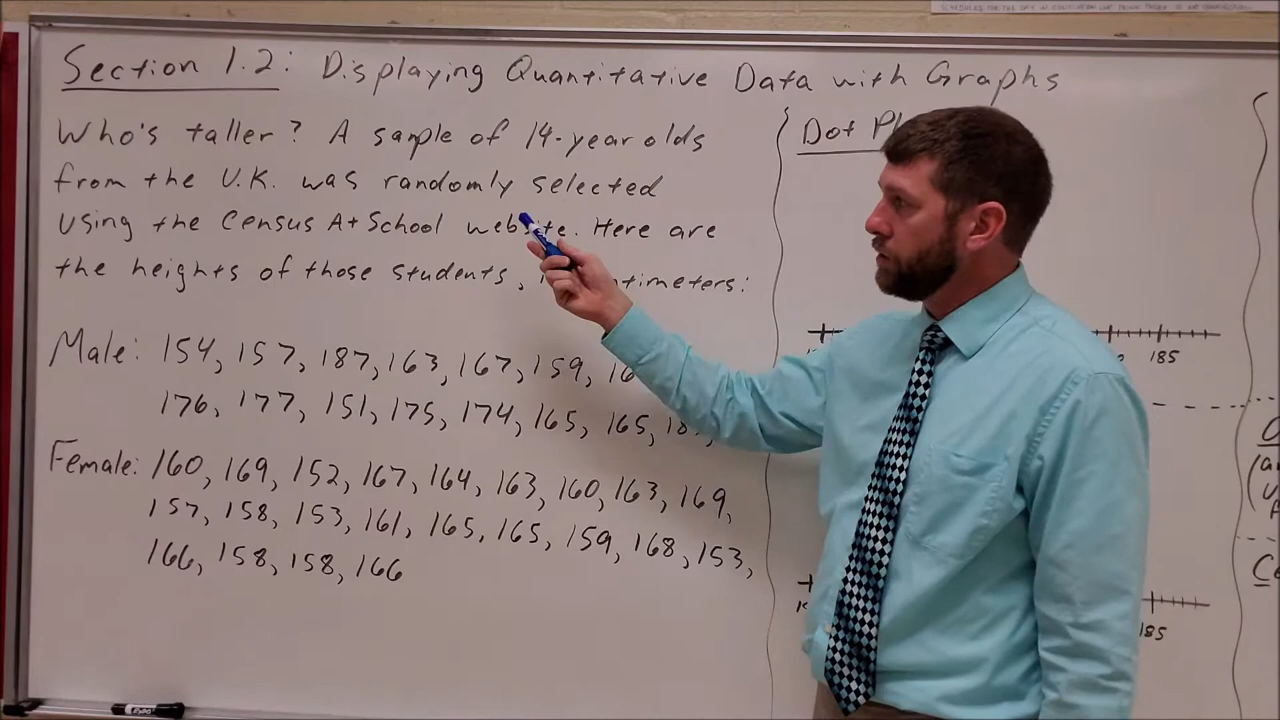 Section 1.2: Displaying Quantitative Data with Graphs
Who's taller? A sample of 14-year olds
from the U.K. was randomly selected
using the Census At School website. Here are
the heights of those students,
Male: 154, 157, 187, 163, 167, 159,
176, 177, 151, 175, 174, 165, 165,
Female: 160, 169, 152, 167, 164, 163, 160, 163, 169,
157, 158, 153, 161, 165, 165, 159, 168, 153,
166, 158, 158, 166
Dot
185
185
EXPO